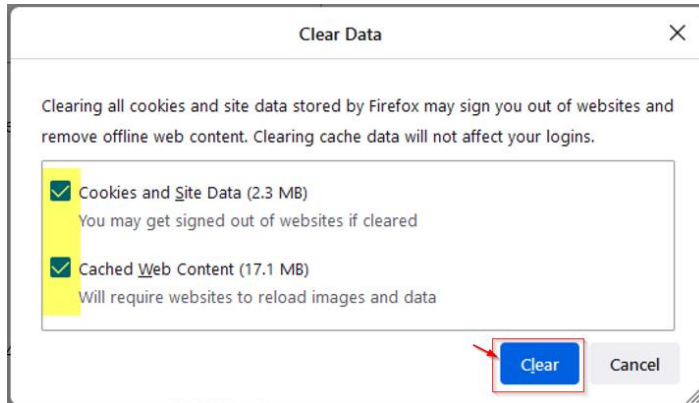 Clear Data
Clearing all cookies and site data stored by Firefox may sign you out of websites and
remove offline web content. Clearing cache data will not affect your logins.
Cookies and Site Data (2.3 MB)
You may get signed out of websites if cleared
Cached Web Content (17.1 MB)
Will require websites to reload images and data
Clear Cancel